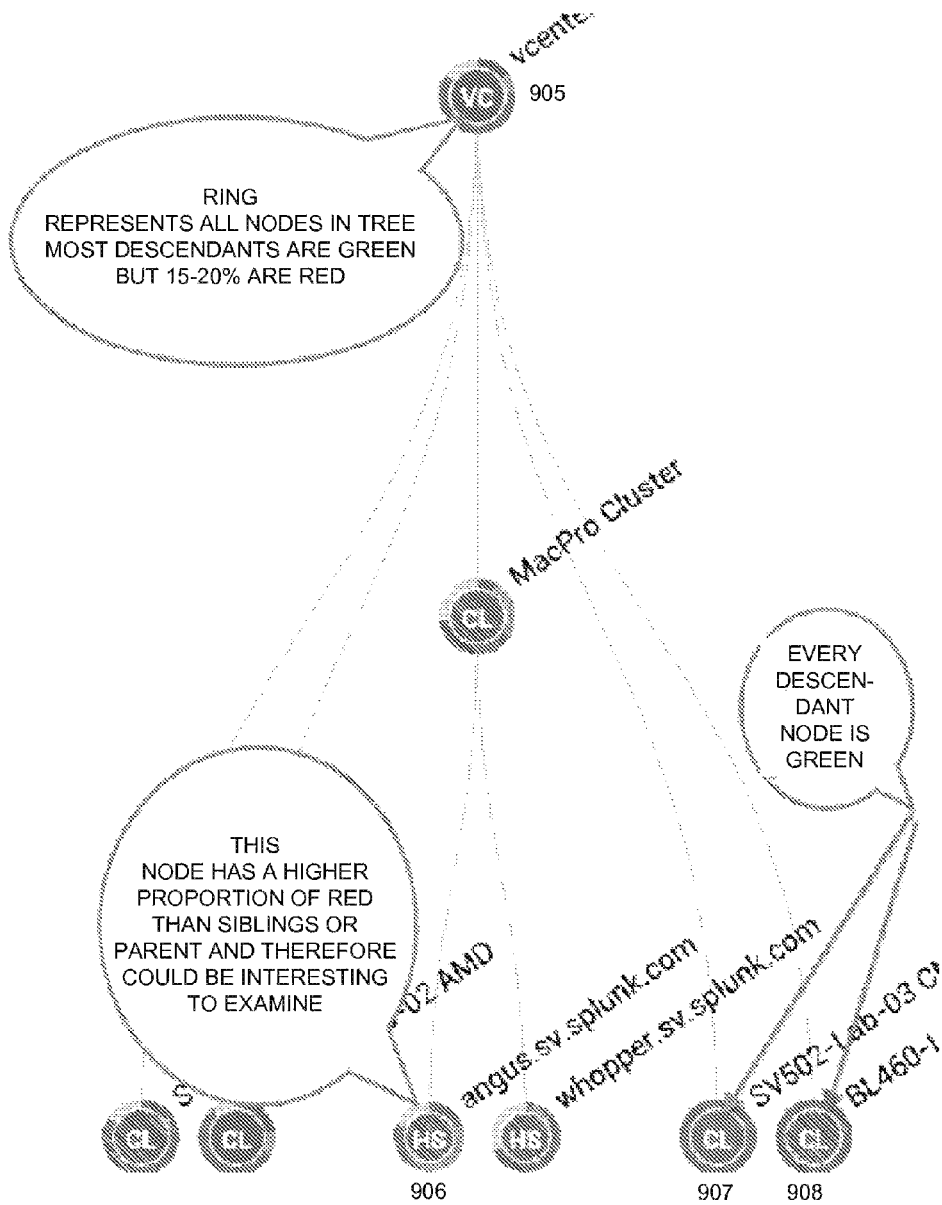 vcente
VC
905
RING
REPRESENTS ALL NODES IN TREE
MOST DESCENDANTS ARE GREEN
BUT 15-20% ARE RED
MacPro Cluster
CL
EVERY
DESCEN-
DANT
NODE IS
GREEN
THIS
NODE HAS A HIGHER
PROPORTION OF RED
THAN SIBLINGS OR
PARENT AND THEREFORE
COULD BE INTERESTING
TO EXAMINE
-02 AMD
angus.sv.splunk.com
whopper.sv.splunk.com
SV502-Lab-03
BL460-
S
CL
CL
HS
HS
CL
CL
906
907
908